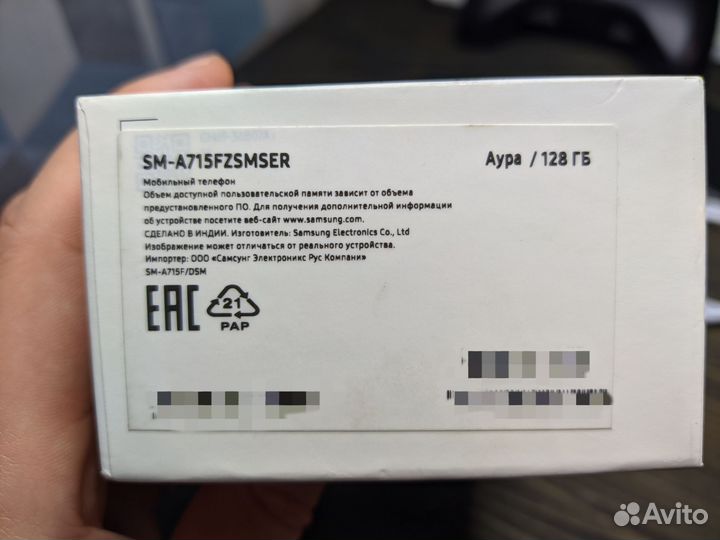 SM-A715FZSMSER
Аура / 128 ГБ
Мобильный телефон
Объем доступной пользовательской памяти зависит от объема
предустановленного ПО. Для получения дополнительной информации
об устройстве посетите веб-сайт www.samsung.com.
СДЕЛАНО В ИНДИИ. Изготовитель: Samsung Electronics Co., Ltd
Изображение может отличаться от реального устройства.
Импортер: ООО «Самсунг Электроникс Рус Компани»
SM-A715F/DSM
EAC
21
PAP
Avito